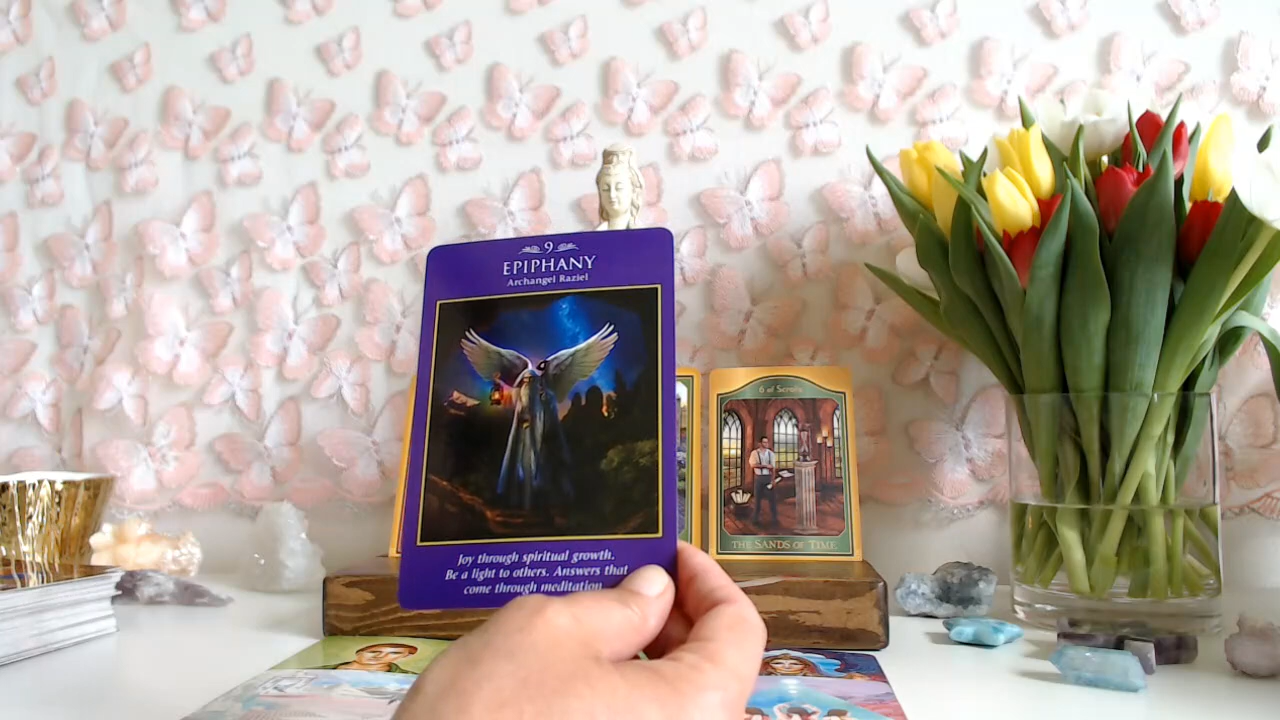 9
EPIPHANY
Archangel Raziel
Joy through spiritual growth.
Be a light to others. Answers that
come through meditation
6 of Scrolls
THE SANDS OF TIME